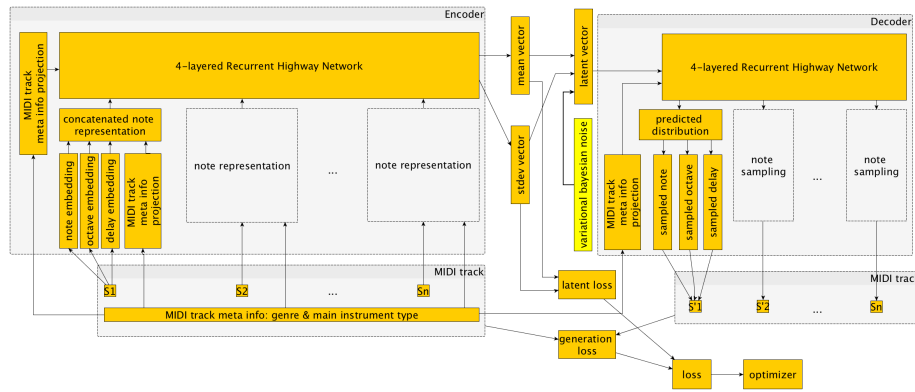 Encoder
MIDI track
meta info projection
4-layered Recurrent Highway Network
concatenated note
representation
note embedding
octave embedding
delay embedding
MIDI track
meta info
projection
note representation
...
note representation
mean vector
stdev vector
latent vector
variational bayesian noise
Decoder
4-layered Recurrent Highway Network
MIDI track
meta info
projection
predicted
distribution
sampled note
sampled octave
sampled delay
note
sampling
...
note
sampling
MIDI track
S1
S2
...
Sn
MIDI track meta info: genre & main instrument type
latent loss
generation
loss
MIDI trac
S'1
S'2
...
Sn
loss
optimizer